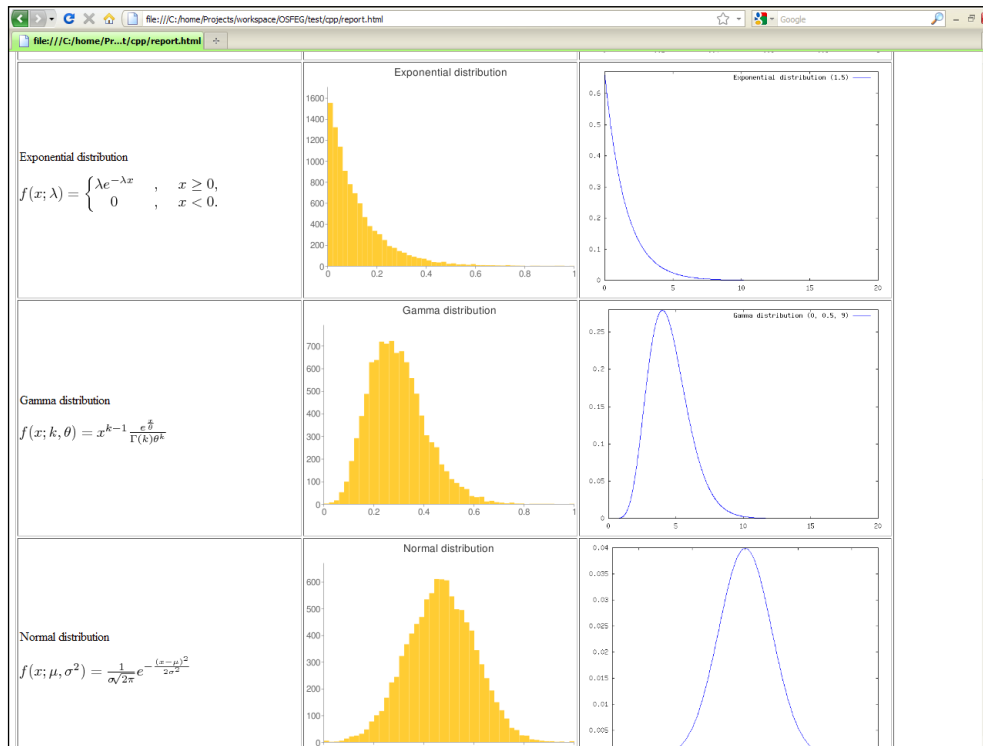 file:///C:/home/Projects/workspace/OSFEG/test/cpp/report.html
Google
file:///C:/home/Pr...t/cpp/report.html
Exponential distribution
f(x; λ) = { λe^{-λx} , x ≥ 0,
0 , x < 0.
Exponential distribution
1600
1400
1200
1000
800
600
400
200
0
0 0.2 0.4 0.6 0.8 1
Exponential distribution (1.5)
0.6
0.5
0.4
0.3
0.2
0.1
0
0 5 10 15 20
Gamma distribution
f(x; k, θ) = x^{k-1} \frac{e^{\frac{x}{θ}}}{Γ(k)θ^k}
Gamma distribution
700
600
500
400
300
200
100
0
0 0.2 0.4 0.6 0.8 1
Gamma distribution (0, 0.5, 9)
0.25
0.2
0.15
0.1
0.05
0
0 5 10 15 20
Normal distribution
f(x; μ, σ²) = \frac{1}{σ\sqrt{2π}} e^{-\frac{(x-μ)^2}{2σ^2}}
Normal distribution
600
500
400
300
200
100
0
0.04
0.035
0.03
0.025
0.02
0.015
0.01
0.005